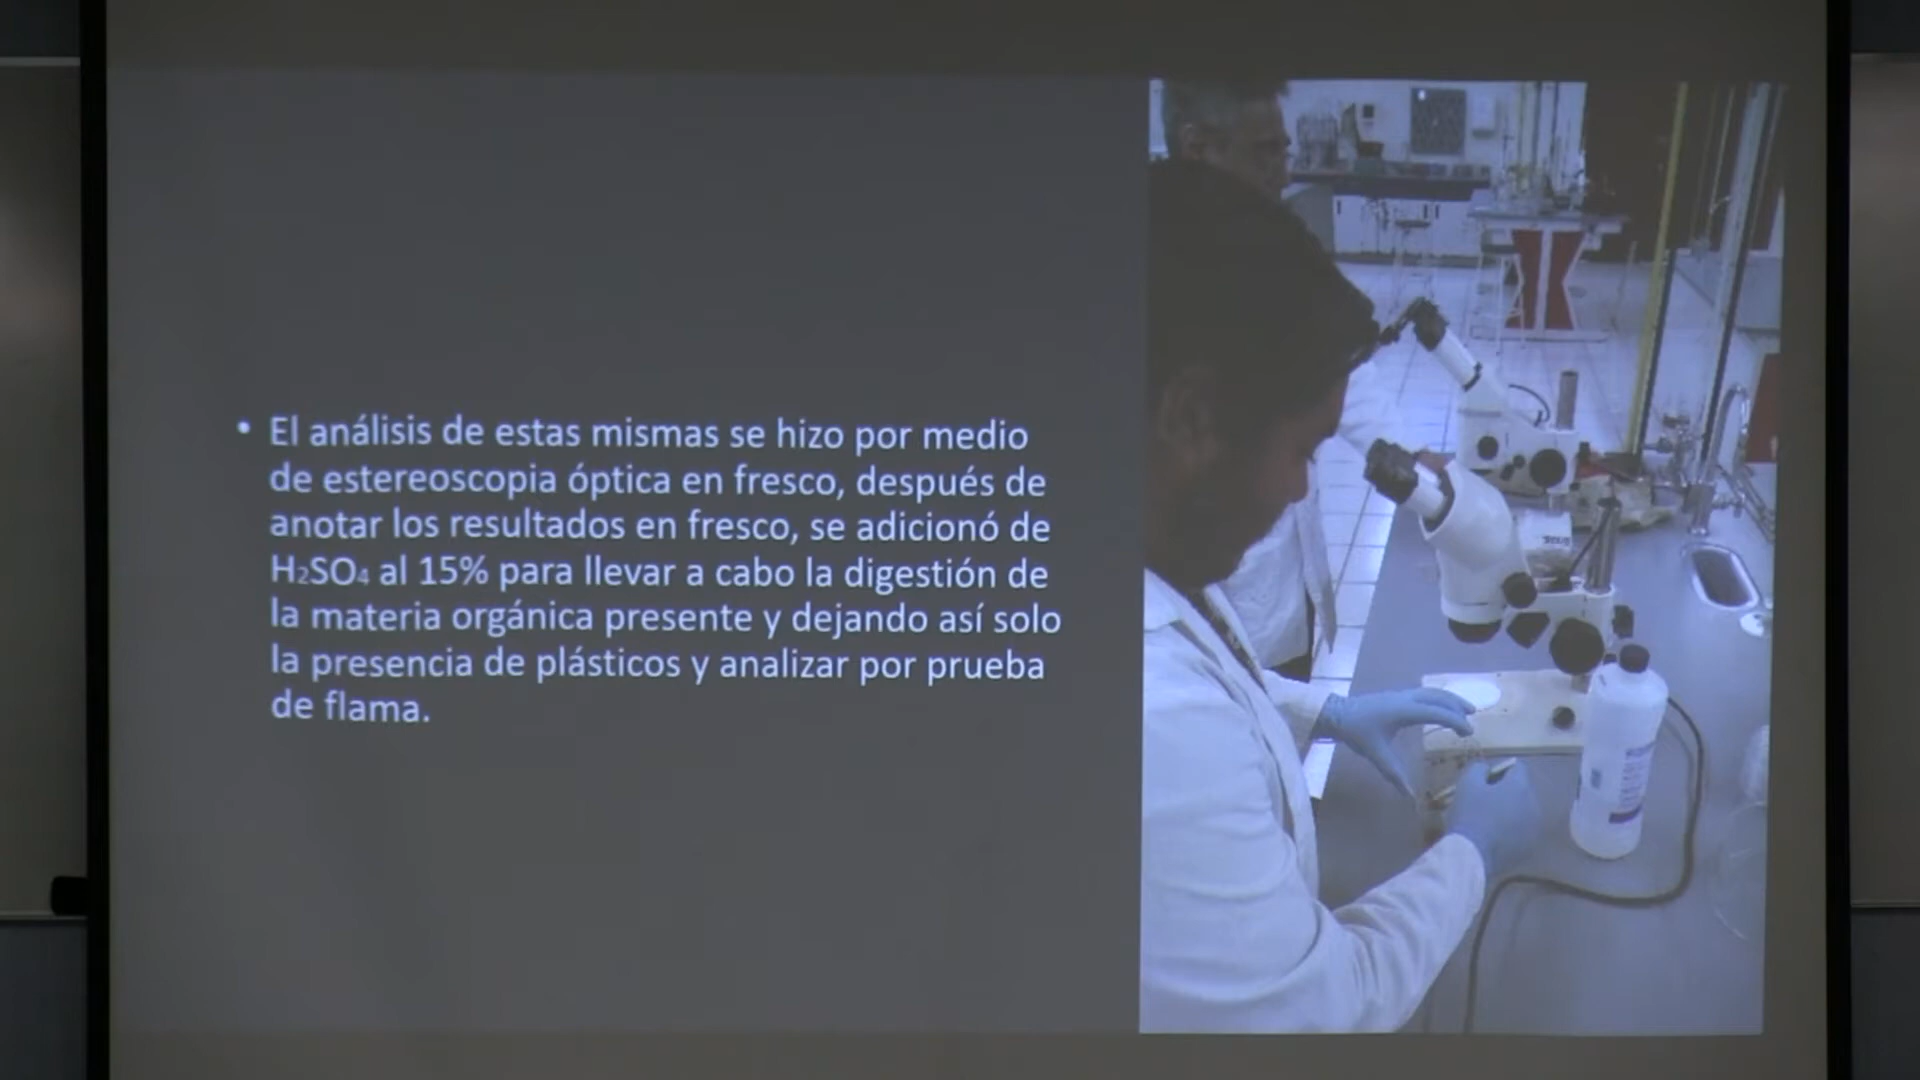 • El análisis de estas mismas se hizo por medio
de estereoscopia óptica en fresco, después de
anotar los resultados en fresco, se adicionó de
H₂SO₄ al 15% para llevar a cabo la digestión de
la materia orgánica presente y dejando así solo
la presencia de plásticos y analizar por prueba
de flama.